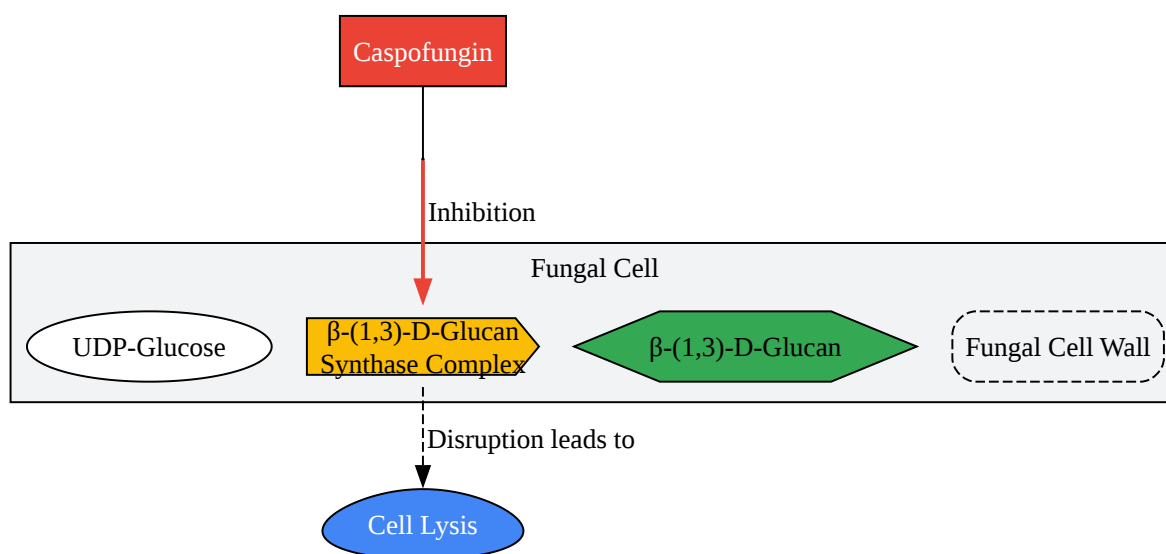 Caspofungin
Inhibition
Fungal Cell
UDP-Glucose
β-(1,3)-D-Glucan
Synthase Complex
β-(1,3)-D-Glucan
Fungal Cell Wall
Disruption leads to
Cell Lysis